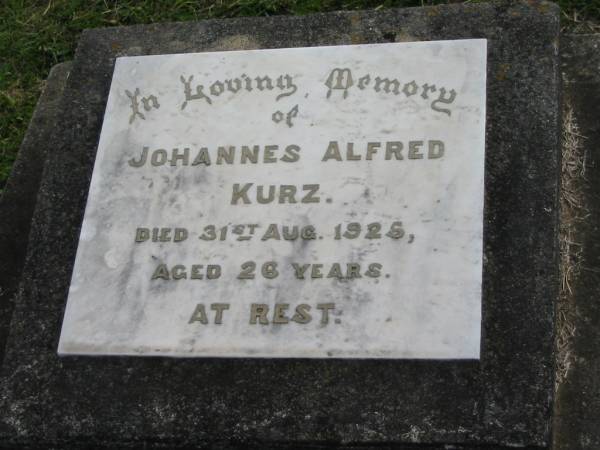 In Loving Memory
of
JOHANNES ALFRED
KURZ.
DIED 31ST AUG. 1925,
AGED 26 YEARS.
AT REST.